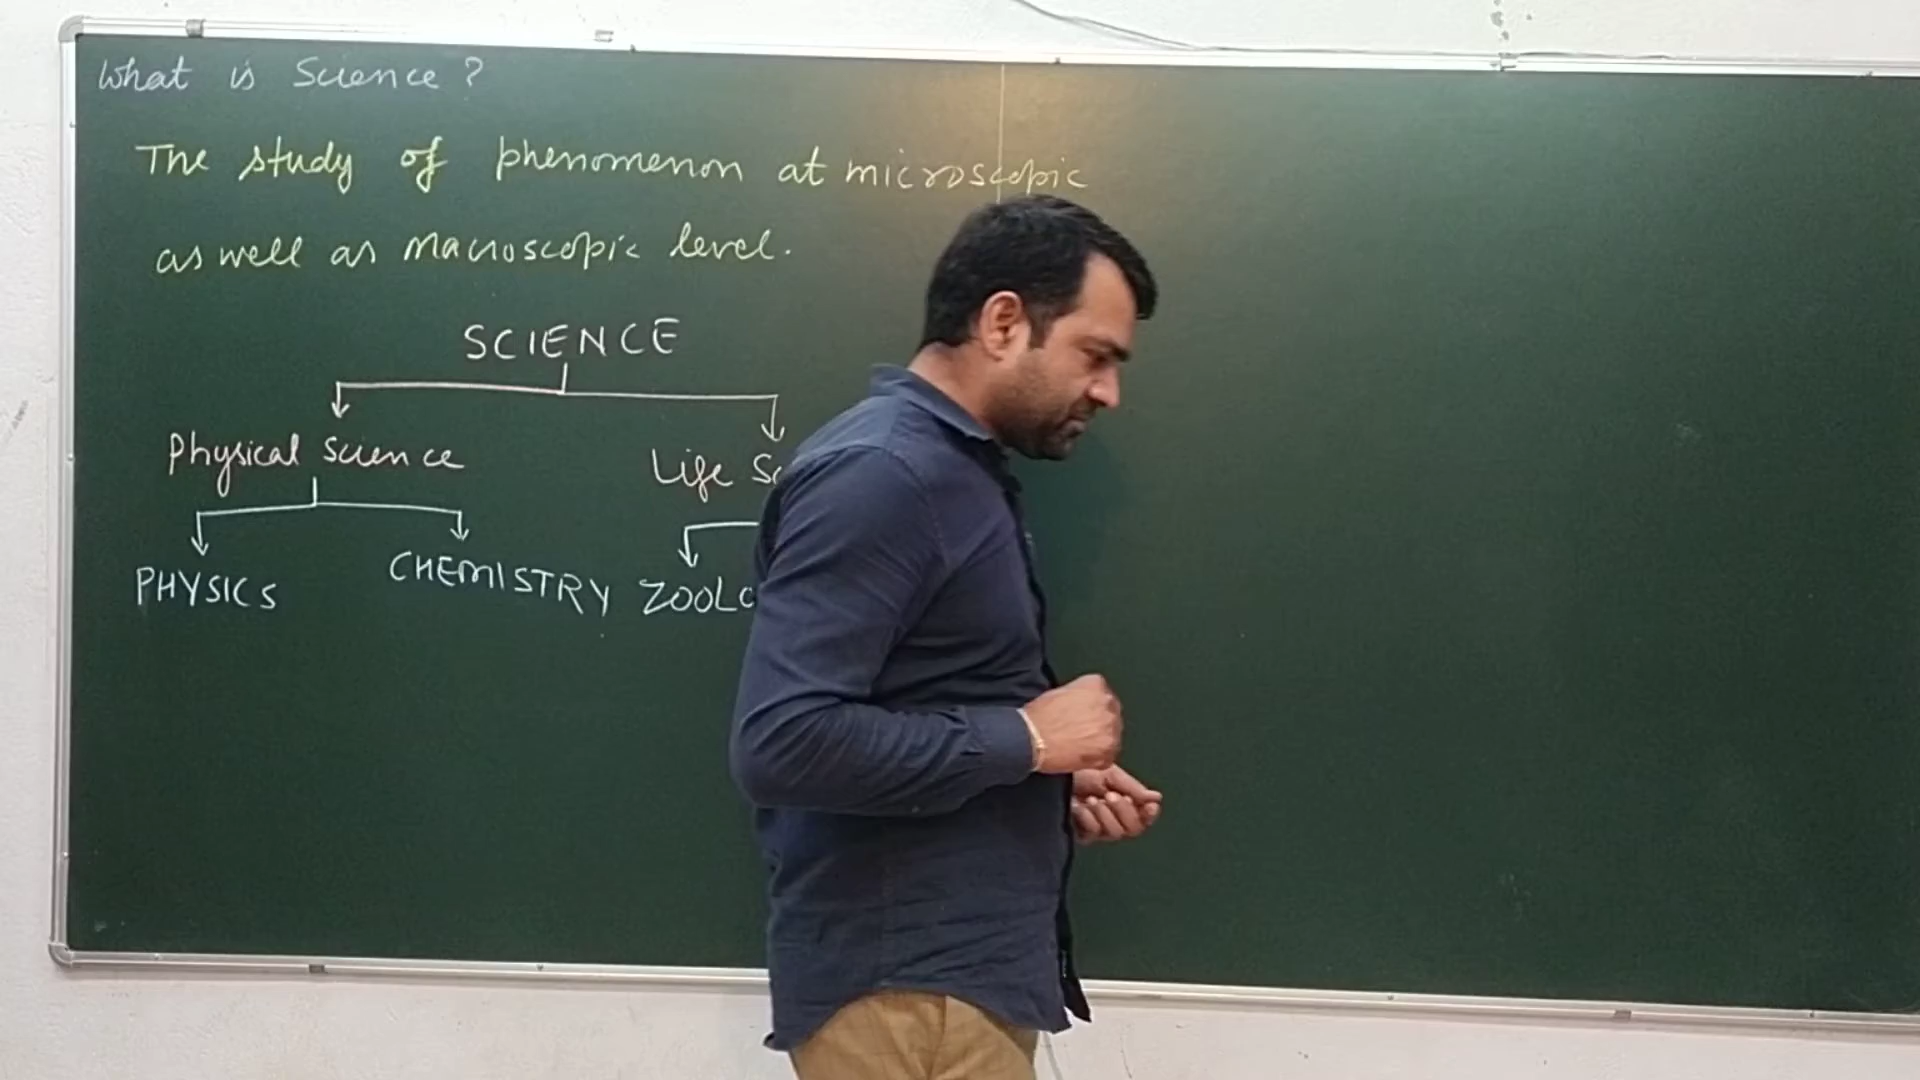 What is Science?
The study of phenomenon at microscopic
as well as Macroscopic level.
SCIENCE
Physical Science Life
PHYSICS CHEMISTRY